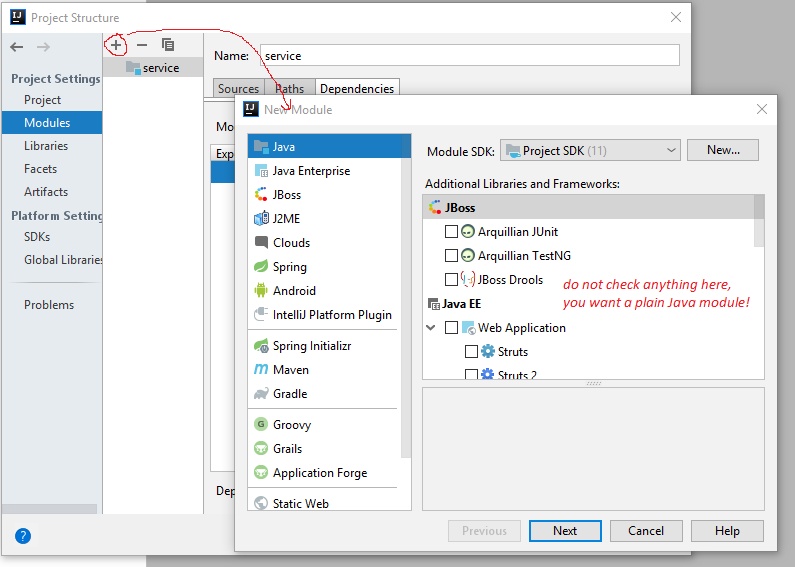 Project Structure
Name: service
service
Sources Paths Dependencies
Project Settings
Project
Modules
Libraries
Facets
Artifacts
Platform Setting
SDKs
Global Libraries
Problems
Mo
Exp
Dep
New Module
Java
Java Enterprise
JBoss
J2ME
Clouds
Spring
Android
IntelliJ Platform Plugin
Spring Initializr
Maven
Gradle
Groovy
Grails
Application Forge
Static Web
Module SDK: Project SDK (11) New...
Additional Libraries and Frameworks:
JBoss
Arquillian JUnit
Arquillian TestNG
JBoss Drools
do not check anything here,
you want a plain Java module!
Java EE
Web Application
Struts
Struts 2
Previous Next Cancel Help